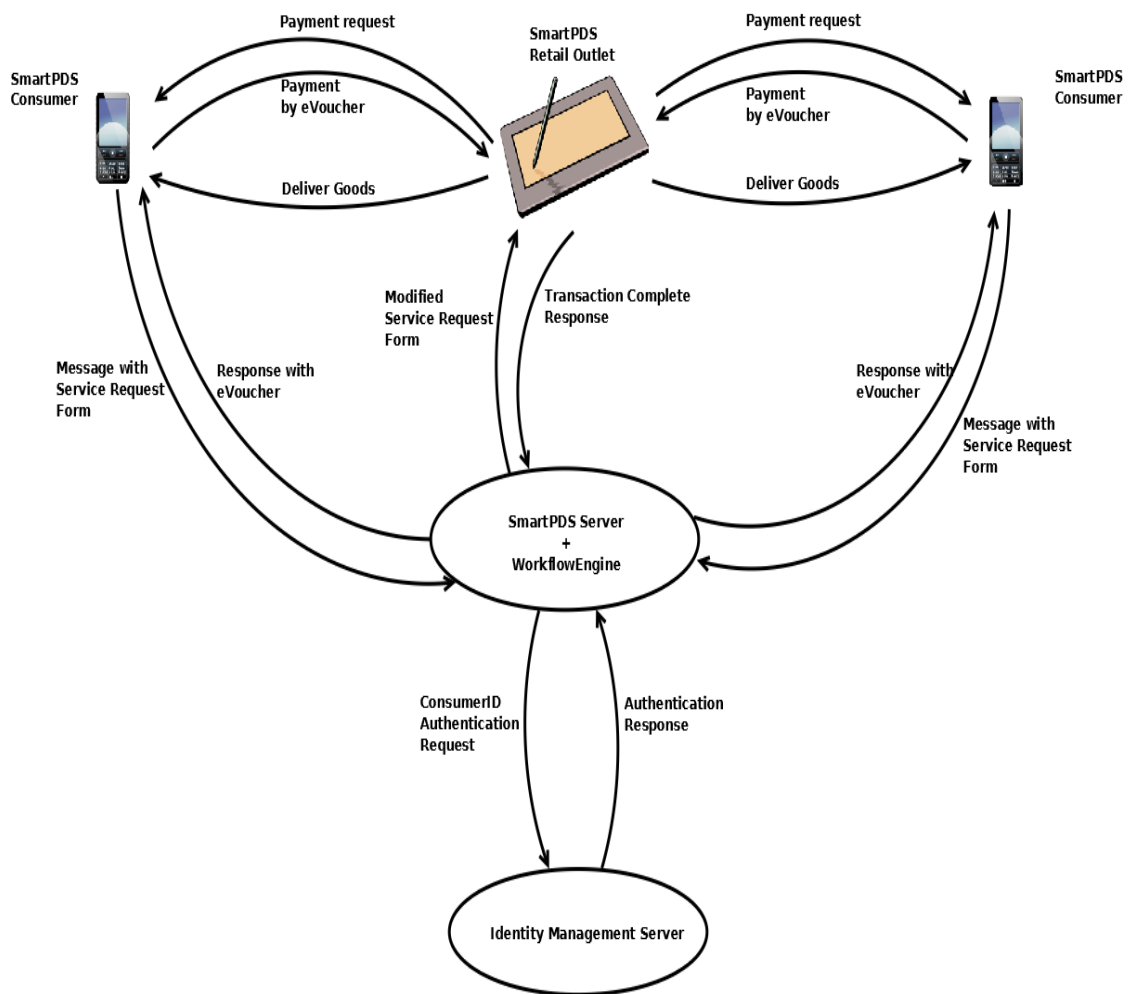 Payment request
SmartPDS
Retail Outlet
Payment request
SmartPDS
Consumer
SmartPDS
Consumer
Payment
by eVoucher
Payment
by eVoucher
Deliver Goods
Deliver Goods
Modified
Service Request
Form
Transaction Complete
Response
Message with
Service Request
Form
Response with
eVoucher
Response with
eVoucher
Message with
Service Request
Form
SmartPDS Server
+
WorkflowEngine
ConsumerID
Authentication
Request
Authentication
Response
Identity Management Server